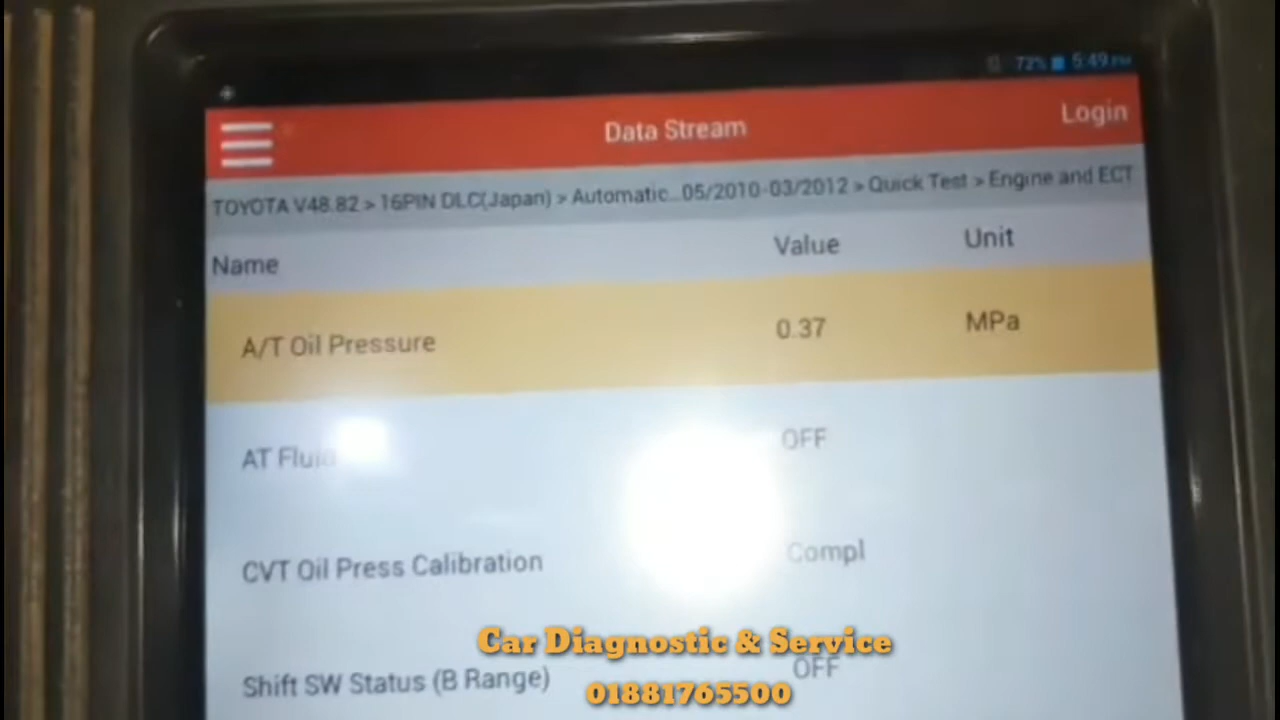 72% 5:49 PM
Data Stream Login
TOYOTA V48.82 > 16PIN DLC(Japan) > Automatic...05/2010-03/2012 > Quick Test > Engine and ECT
Name Value Unit
A/T Oil Pressure 0.37 MPa
AT Fluid OFF
CVT Oil Press Calibration Compl
Shift SW Status (B Range) OFF
Car Diagnostic & Service
01881765500